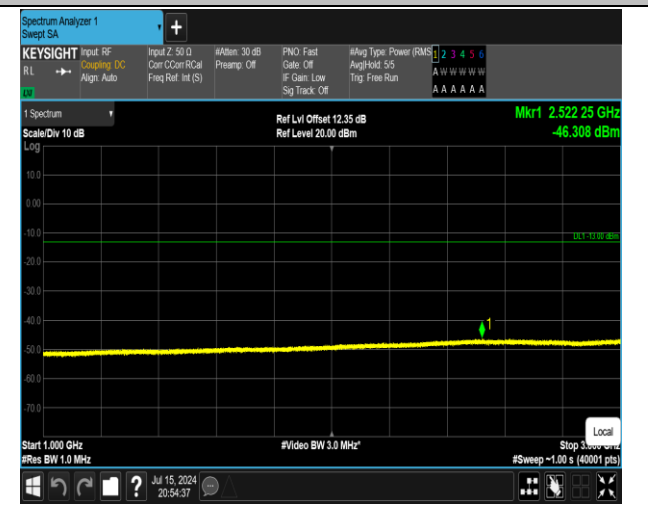 Spectrum Analyzer 1
Swept SA
+
KEYSIGHT Input: RF Input Z: 50 Ω #Atten: 30 dB PNO: Fast #Avg Type: Power (RMS 1 2 3 4 5 6
RL Coupling: DC Corr CCorr RCal Preamp: Off Gate: Off Avg|Hold: 5/5 A W W W W W
Align: Auto Freq Ref: Int (S) IF Gain: Low Trig: Free Run
Sig Track: Off A A A A A A
1 Spectrum Ref Lvl Offset 12.35 dB Mkr1 2.522 25 GHz
Scale/Div 10 dB Ref Level 20.00 dBm -46.308 dBm
Log
10.0
0.00
-10.0
DL1 -13.00 dBm
-20.0
-30.0
-40.0
1
-50.0
-60.0
-70.0
Local
Start 1.000 GHz #Video BW 3.0 MHz* Stop
#Res BW 1.0 MHz #Sweep ~1.00 s (40001 pts)
? Jul 15, 2024
20:54:37